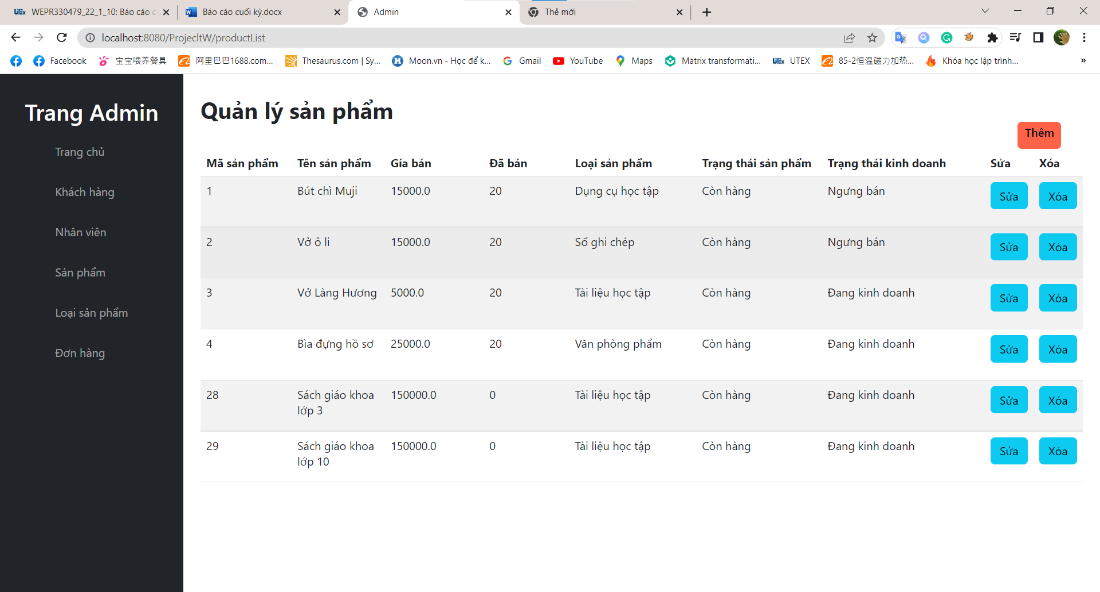 WEPR330479_22_1_10: Báo cáo c
Báo cáo cuối kỳ.docx
Admin
Thẻ mới
localhost:8080/ProjectW/productList
Facebook
宝宝喂养餐具
阿里巴巴1688.com...
Thesaurus.com | Sy...
Moon.vn - Học để k...
Gmail
YouTube
Maps
Matrix transformati...
UTEX
85-2恒温磁力加热...
Khóa học lập trình...
»
Trang Admin
Trang chủ
Khách hàng
Nhân viên
Sản phẩm
Loại sản phẩm
Đơn hàng
Quản lý sản phẩm
Thêm
Mã sản phẩm Tên sản phẩm Gía bán Đã bán Loại sản phẩm Trạng thái sản phẩm Trạng thái kinh doanh Sửa Xóa
1 Bút chì Muji 15000.0 20 Dụng cụ học tập Còn hàng Ngưng bán Sửa Xóa
2 Vở ô li 15000.0 20 Sổ ghi chép Còn hàng Ngưng bán Sửa Xóa
3 Vở Làng Hương 5000.0 20 Tài liệu học tập Còn hàng Đang kinh doanh Sửa Xóa
4 Bìa đựng hồ sơ 25000.0 20 Văn phòng phẩm Còn hàng Đang kinh doanh Sửa Xóa
28 Sách giáo khoa 150000.0 0 Tài liệu học tập Còn hàng Đang kinh doanh Sửa Xóa
lớp 3
29 Sách giáo khoa 150000.0 0 Tài liệu học tập Còn hàng Đang kinh doanh Sửa Xóa
lớp 10